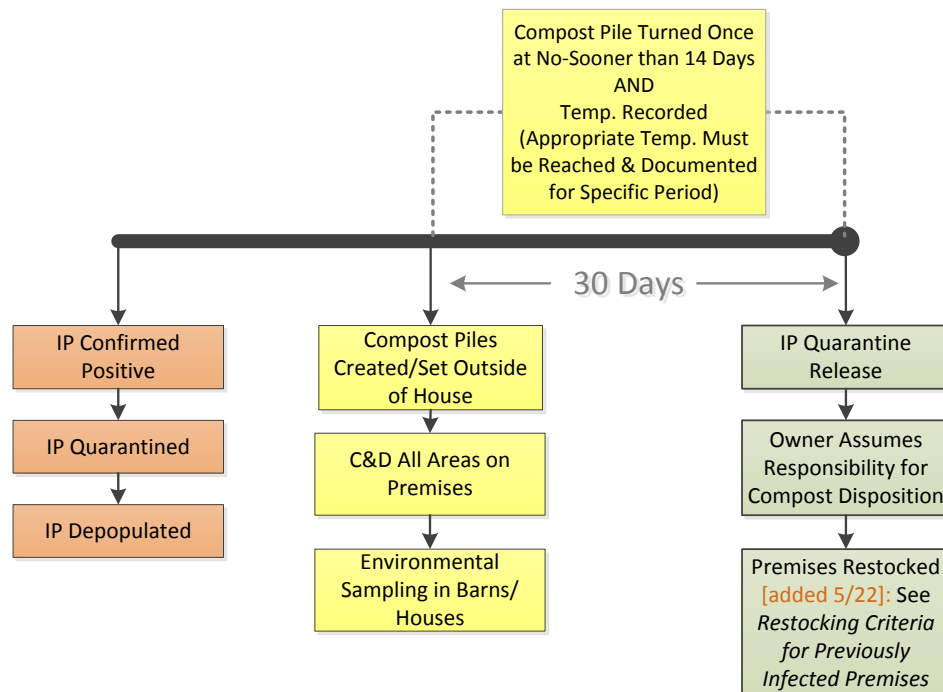 Compost Pile Turned Once
at No-Sooner than 14 Days
AND
Temp. Recorded
(Appropriate Temp. Must
be Reached & Documented
for Specific Period)
30 Days
IP Confirmed
Positive
IP Quarantined
IP Depopulated
Compost Piles
Created/Set Outside
of House
C&D All Areas on
Premises
Environmental
Sampling in Barns/
Houses
IP Quarantine
Release
Owner Assumes
Responsibility for
Compost Disposition
Premises Restocked
[added 5/22]: See
Restocking Criteria
for Previously
Infected Premises